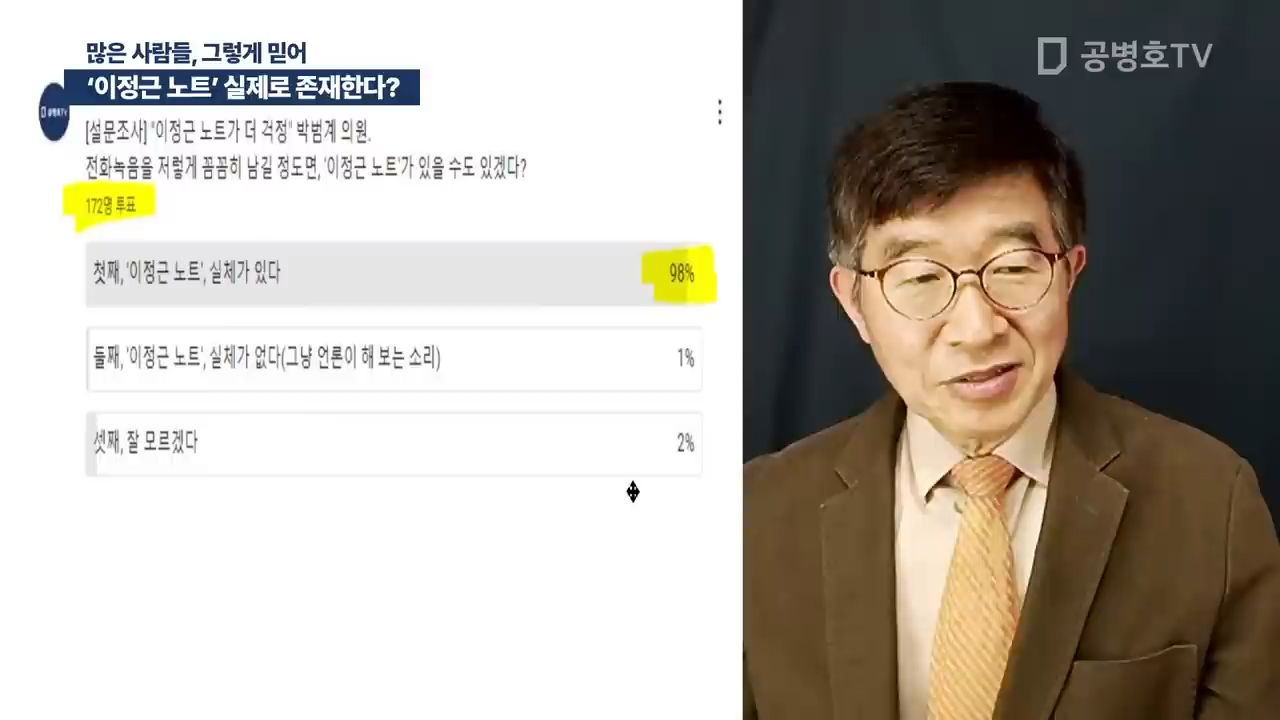 많은 사람들, 그렇게 믿어
‘이정근 노트’ 실제로 존재한다?
공병호TV
공병호TV
[설문조사] "이정근 노트가 더 걱정" 박범계 의원.
전화녹음을 저렇게 꼼꼼히 남길 정도면, '이정근 노트'가 있을 수도 있겠다?
172명 투표
첫째, '이정근 노트', 실체가 있다 98%
둘째, '이정근 노트', 실체가 없다(그냥 언론이 해 보는 소리) 1%
셋째, 잘 모르겠다 2%